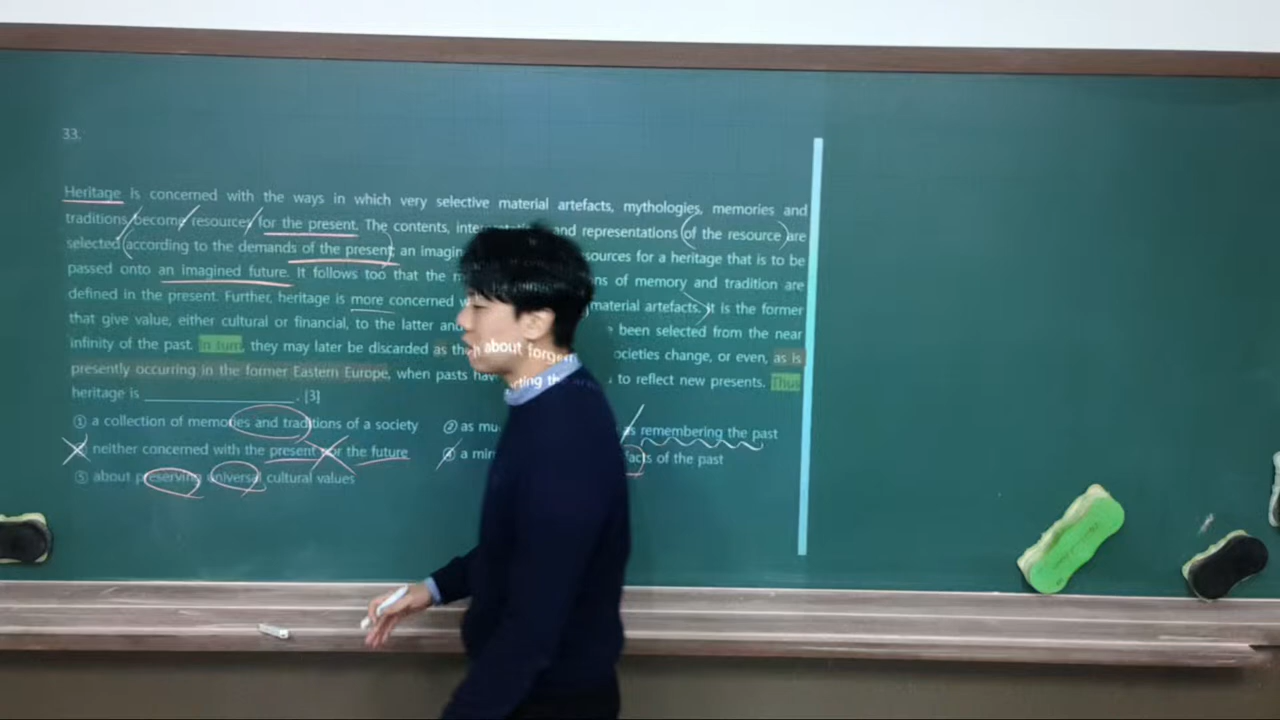 33.
Heritage is concerned with the ways in which very selective material artefacts, mythologies, memories and
traditions become resources for the present. The contents, and representations of the resource are
selected according to the demands of the present; an imagin sources for a heritage that is to be
passed onto an imagined future. It follows too that the ns of memory and tradition are
defined in the present. Further, heritage is more concerned material artefacts. It is the former
that give value, either cultural or financial, to the latter and been selected from the near
infinity of the past. In turn, they may later be discarded as the societies change, or even, as is
presently occurring in the former Eastern Europe, when pasts to reflect new presents. Thus
heritage is ____________. [3]
① a collection of memories and traditions of a society ② as mu about forget as remembering the past
③ neither concerned with the present nor the future ④ a mir facts of the past
⑤ about preserving universal cultural values